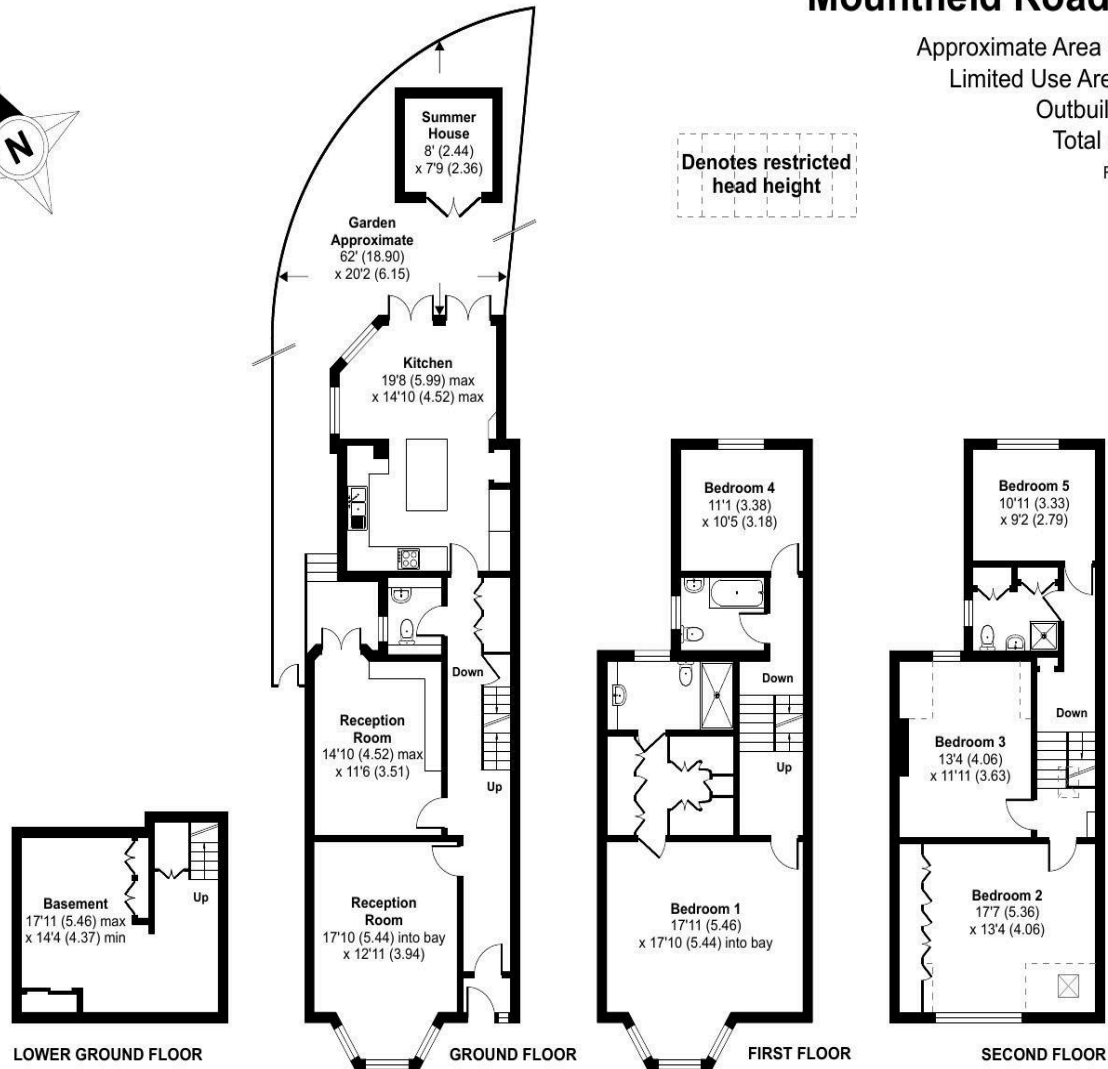 Mountfield Road
Approximate Area
Limited Use Are
Outbuil
Total
F
N
Denotes restricted
head height
Summer
House
8' (2.44)
x 7'9 (2.36)
Garden
Approximate
62' (18.90)
x 20'2 (6.15)
Kitchen
19'8 (5.99) max
x 14'10 (4.52) max
Down
Reception
Room
14'10 (4.52) max
x 11'6 (3.51)
Up
Reception
Room
17'10 (5.44) into bay
x 12'11 (3.94)
Basement
17'11 (5.46) max
x 14'4 (4.37) min
Up
Bedroom 4
11'1 (3.38)
x 10'5 (3.18)
Down
Up
Bedroom 1
17'11 (5.46)
x 17'10 (5.44) into bay
Bedroom 5
10'11 (3.33)
x 9'2 (2.79)
Down
Bedroom 3
13'4 (4.06)
x 11'11 (3.63)
Bedroom 2
17'7 (5.36)
x 13'4 (4.06)
LOWER GROUND FLOOR
GROUND FLOOR
FIRST FLOOR
SECOND FLOOR